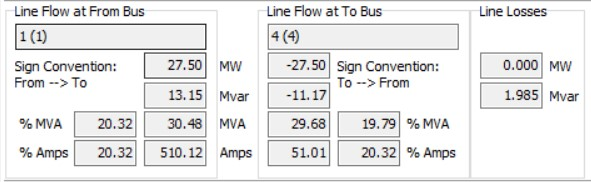 Line Flow at From Bus Line Flow at To Bus Line Losses
1 (1) 4 (4)
Sign Convention: 27.50 MW -27.50 Sign Convention: 0.000 MW
From --> To To --> From
13.15 Mvar -11.17 1.985 Mvar
% MVA 20.32 30.48 MVA 29.68 19.79 % MVA
% Amps 20.32 510.12 Amps 51.01 20.32 % Amps